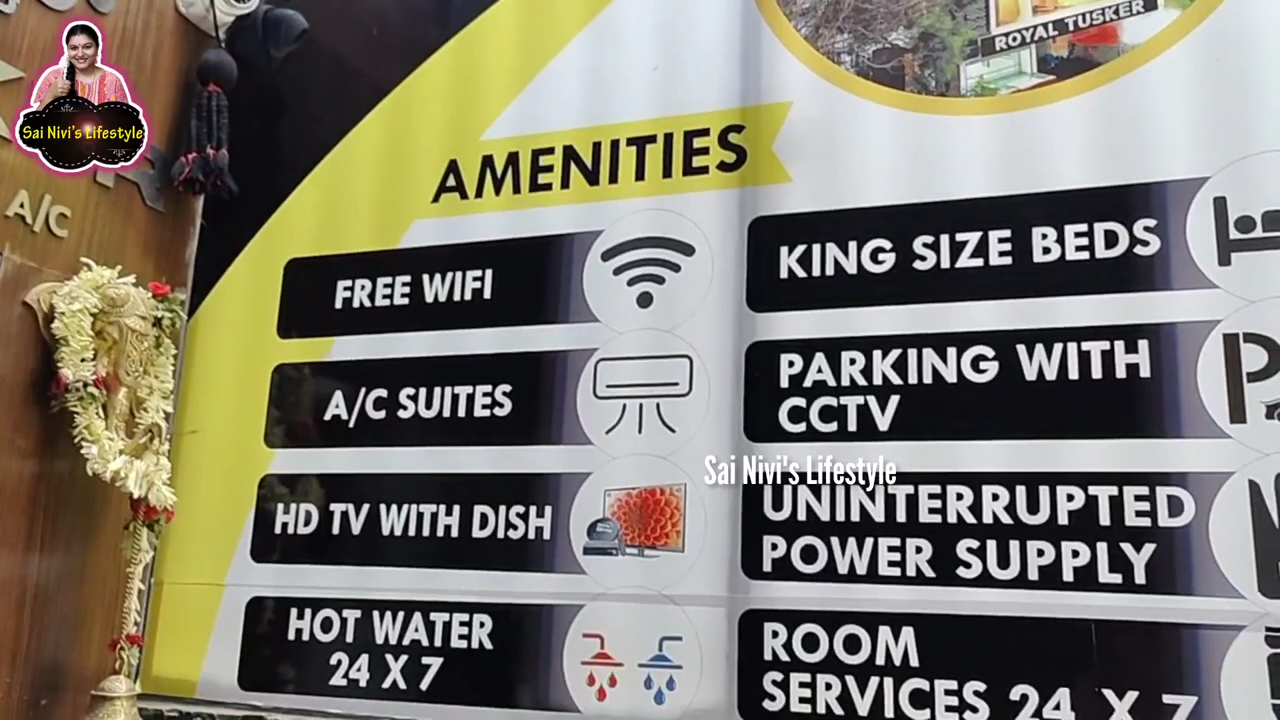 Sai Nivi's Lifestyle
A/C
ROYAL TUSKER
AMENITIES
FREE WIFI
A/C SUITES
HD TV WITH DISH
HOT WATER
24 X 7
KING SIZE BEDS
PARKING WITH
CCTV
Sai Nivi's Lifestyle
UNINTERRUPTED
POWER SUPPLY
ROOM
SERVICES 24 X 7